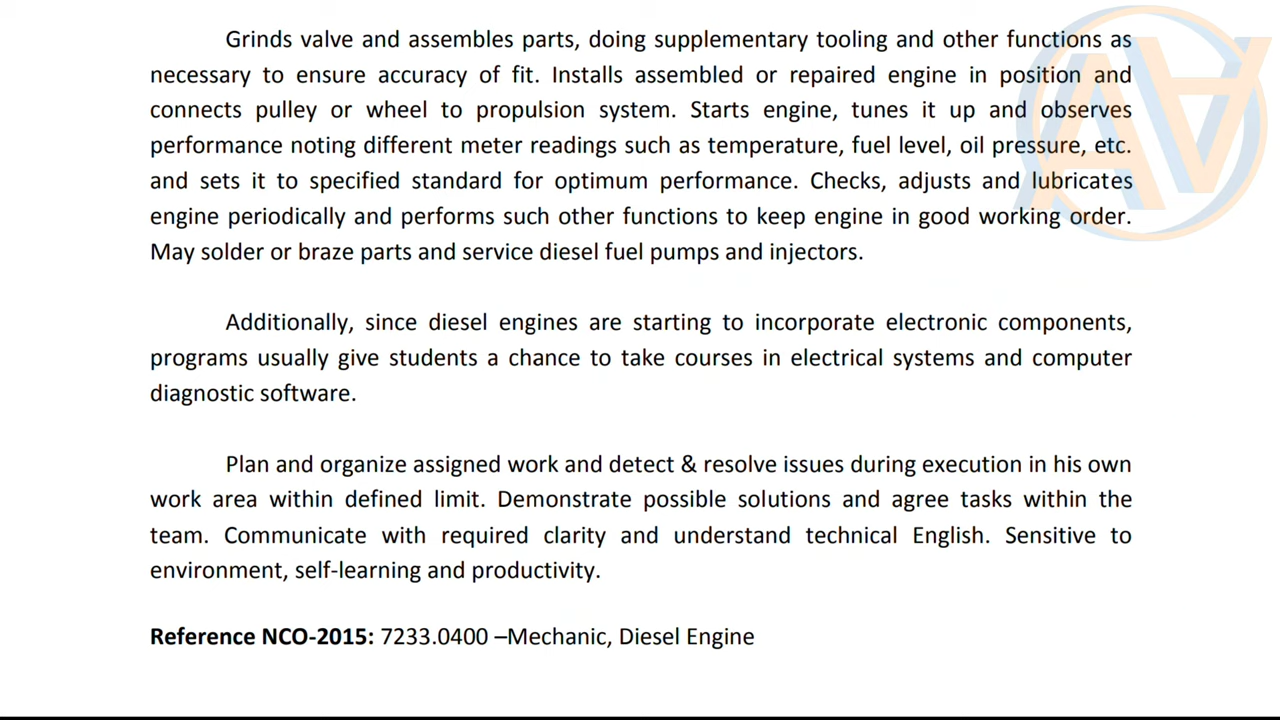 Grinds valve and assembles parts, doing supplementary tooling and other functions as
necessary to ensure accuracy of fit. Installs assembled or repaired engine in position and
connects pulley or wheel to propulsion system. Starts engine, tunes it up and observes
performance noting different meter readings such as temperature, fuel level, oil pressure, etc.
and sets it to specified standard for optimum performance. Checks, adjusts and lubricates
engine periodically and performs such other functions to keep engine in good working order.
May solder or braze parts and service diesel fuel pumps and injectors.
Additionally, since diesel engines are starting to incorporate electronic components,
programs usually give students a chance to take courses in electrical systems and computer
diagnostic software.
Plan and organize assigned work and detect & resolve issues during execution in his own
work area within defined limit. Demonstrate possible solutions and agree tasks within the
team. Communicate with required clarity and understand technical English. Sensitive to
environment, self-learning and productivity.
Reference NCO-2015: 7233.0400 –Mechanic, Diesel Engine